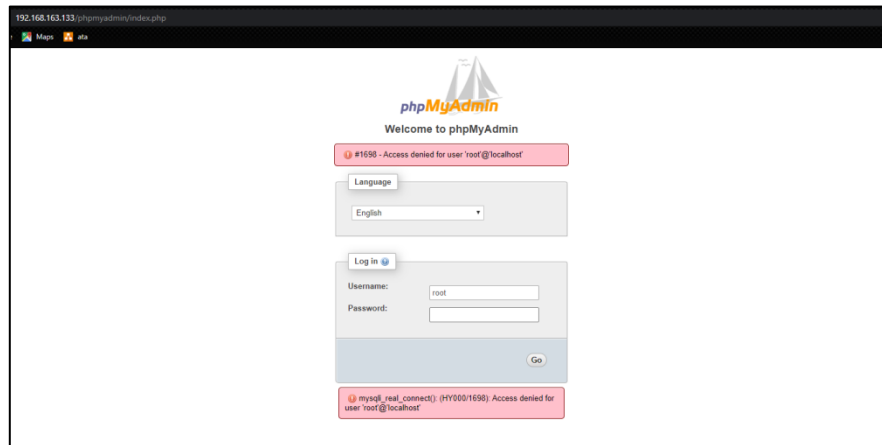 192.168.163.133/phpmyadmin/index.php
Maps ata
phpMyAdmin
Welcome to phpMyAdmin
#1698 - Access denied for user 'root'@'localhost'
Language
English
Log in
Username:
root
Password:
Go
mysqli_real_connect(): (HY000/1698): Access denied for
user 'root'@'localhost'